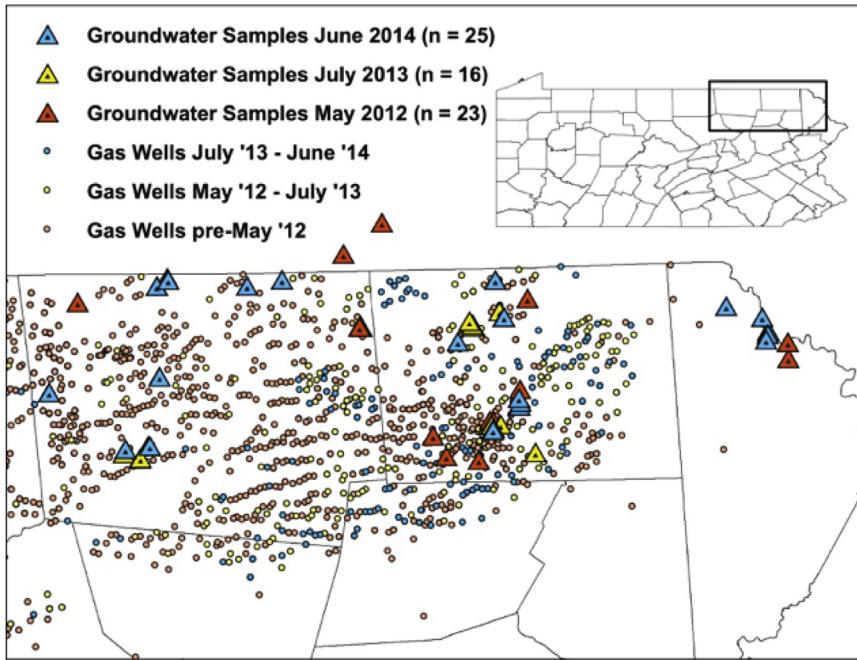 Groundwater Samples June 2014 (n = 25)
Groundwater Samples July 2013 (n = 16)
Groundwater Samples May 2012 (n = 23)
Gas Wells July '13 - June '14
Gas Wells May '12 - July '13
Gas Wells pre-May '12